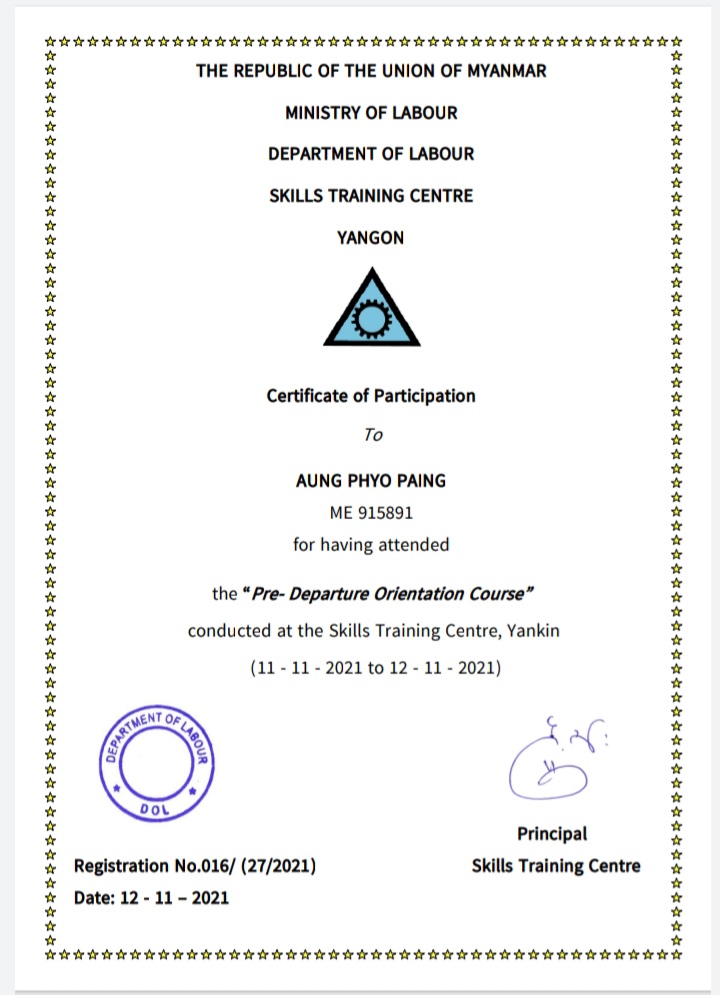 THE REPUBLIC OF THE UNION OF MYANMAR
MINISTRY OF LABOUR
DEPARTMENT OF LABOUR
SKILLS TRAINING CENTRE
YANGON
Certificate of Participation
To
AUNG PHYO PAING
ME 915891
for having attended
the “Pre- Departure Orientation Course”
conducted at the Skills Training Centre, Yankin
(11 - 11 - 2021 to 12 - 11 - 2021)
DEPARTMENT OF LABOUR
DOL
Principal
Skills Training Centre
Registration No.016/ (27/2021)
Date: 12 - 11 – 2021